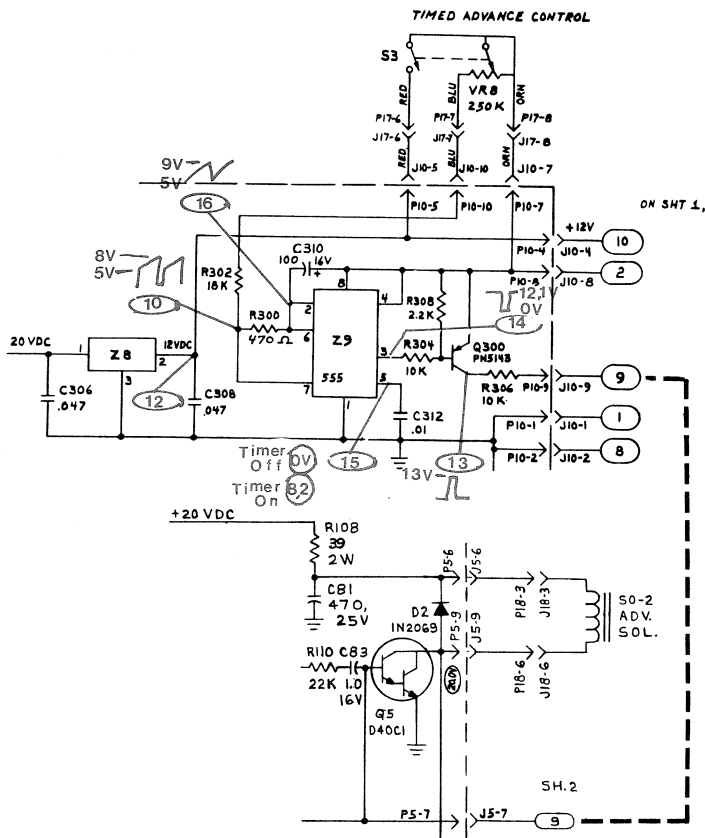 TIMED ADVANCE CONTROL
S3
VR8
250K
RED
BLU
ORN
P17-6
P17-7
P17-8
J17-6
J17-7
J17-8
RED
BLU
ORN
J10-5
J10-10
J10-7
9V
5V
16
P10-5
P10-10
P10-7
ON SHT 1,
+12V
P10-4
J10-4
10
C310
100
16V
+
8V
5V
R302
18K
8
4
P10-8
J10-8
2
10
R300
470 Ω
2
6
R308
2.2K
12,1V
0V
14
20 VDC
1
Z8
12VDC
2
3
Z9
3
R304
10K
Q300
PN5143
C306
.047
12
C308
.047
7
555
5
1
R306
10K
P10-9
J10-9
9
C312
.01
P10-1
J10-1
1
P10-2
J10-2
8
Timer
Off
0V
15
13
Timer
On
8,2
13V
+20 VDC
R108
39
2W
P5-6
J5-6
C81
470,
25V
D2
1N2069
P5-9
J5-9
P18-3
J18-3
SO-2
ADV.
SOL.
R110
22K
C83
1.0
16V
20.0V
P18-6
J18-6
Q5
D40C1
SH.2
P5-7
J5-7
9